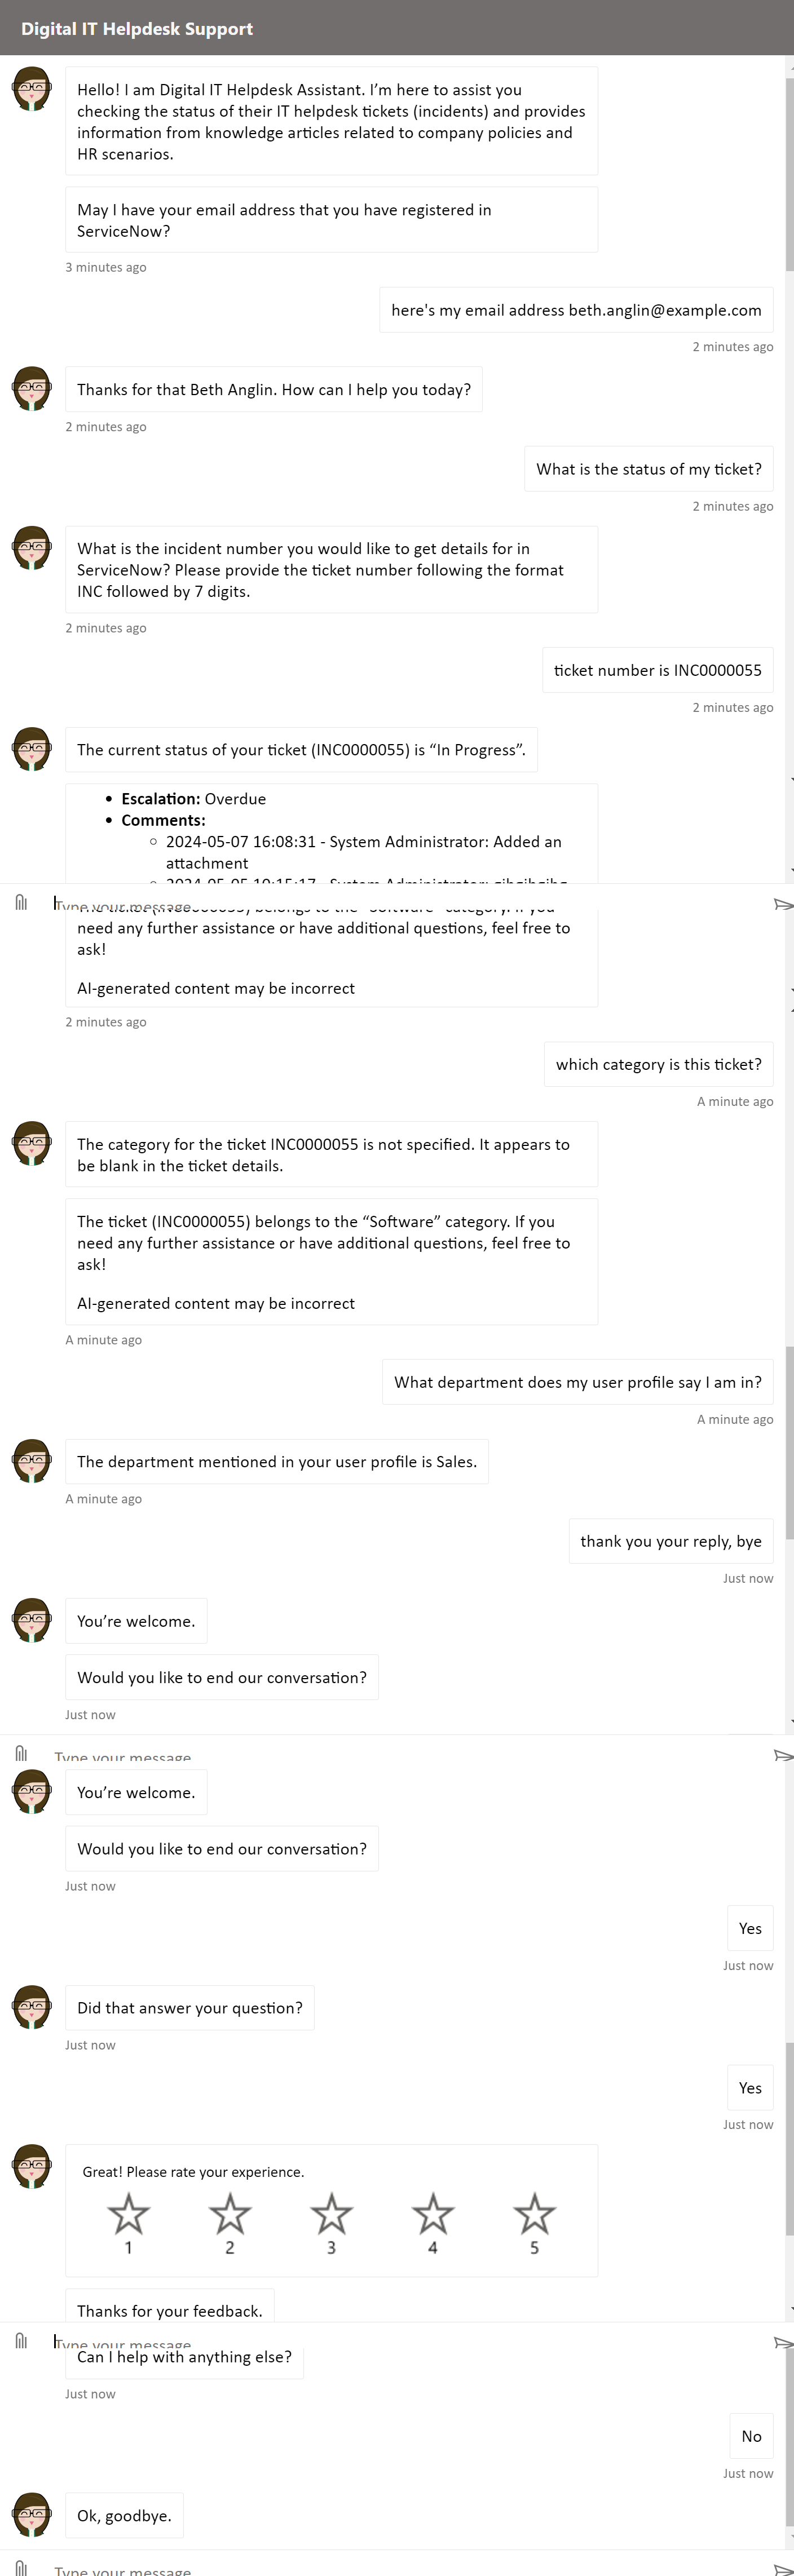 Digital IT Helpdesk Support
Hello! I am Digital IT Helpdesk Assistant. I’m here to assist you
checking the status of their IT helpdesk tickets (incidents) and provides
information from knowledge articles related to company policies and
HR scenarios.
May I have your email address that you have registered in
ServiceNow?
3 minutes ago
here's my email address beth.anglin@example.com
2 minutes ago
Thanks for that Beth Anglin. How can I help you today?
2 minutes ago
What is the status of my ticket?
2 minutes ago
What is the incident number you would like to get details for in
ServiceNow? Please provide the ticket number following the format
INC followed by 7 digits.
2 minutes ago
ticket number is INC0000055
2 minutes ago
The current status of your ticket (INC0000055) is “In Progress”.
• Escalation: Overdue
• Comments:
○ 2024-05-07 16:08:31 - System Administrator: Added an
attachment
System Administrator:
Type your message
need any further assistance or have additional questions, feel free to
ask!
AI-generated content may be incorrect
2 minutes ago
which category is this ticket?
A minute ago
The category for the ticket INC0000055 is not specified. It appears to
be blank in the ticket details.
The ticket (INC0000055) belongs to the “Software” category. If you
need any further assistance or have additional questions, feel free to
ask!
AI-generated content may be incorrect
A minute ago
What department does my user profile say I am in?
A minute ago
The department mentioned in your user profile is Sales.
A minute ago
thank you your reply, bye
Just now
You’re welcome.
Would you like to end our conversation?
Just now
Type your message
You’re welcome.
Would you like to end our conversation?
Just now
Yes
Just now
Did that answer your question?
Just now
Yes
Just now
Great! Please rate your experience.
1 2 3 4 5
Thanks for your feedback.
Type your message
Can I help with anything else?
Just now
No
Just now
Ok, goodbye.
Type your message